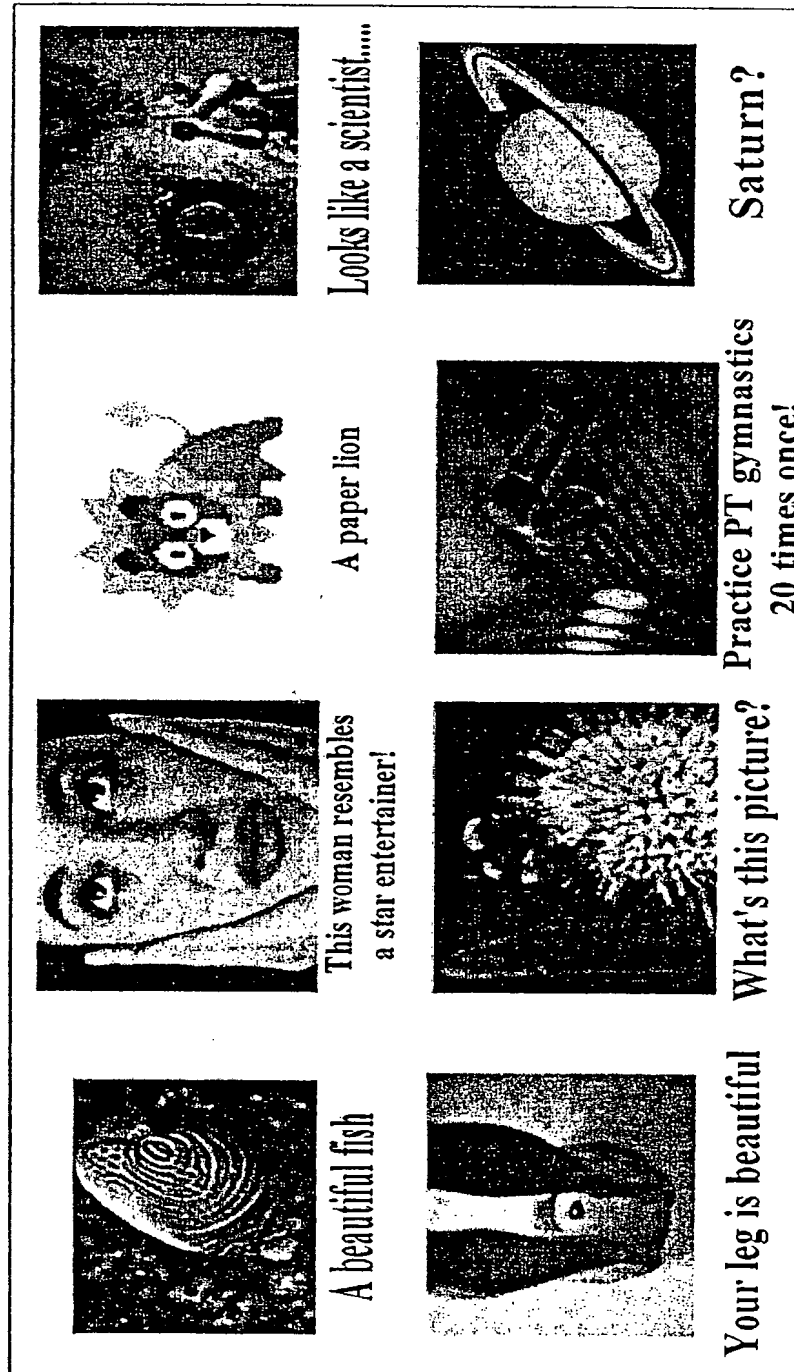 A beautiful fish
This woman resembles
a star entertainer!
A paper lion
Looks like a scientist.....
Your leg is beautiful
What's this picture?
Practice PT gymnastics
20 times once!
Saturn?